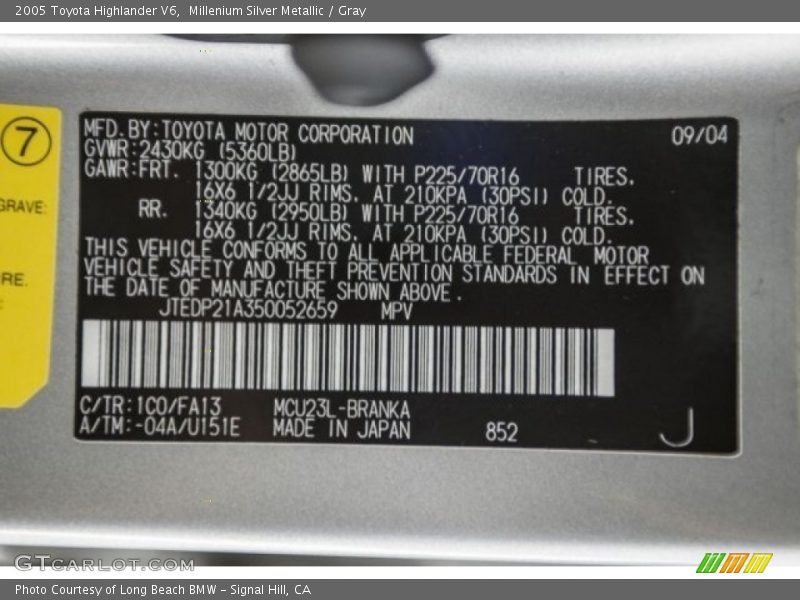 2005 Toyota Highlander V6, Millenium Silver Metallic / Gray
7
GRAVE:
RE.
MFD. BY: TOYOTA MOTOR CORPORATION 09/04
GVWR: 2430KG (5360LB)
GAWR: FRT. 1300KG (2865LB) WITH P225/70R16 TIRES.
16X6 1/2JJ RIMS. AT 210KPA (30PSI) COLD.
RR. 1340KG (2950LB) WITH P225/70R16 TIRES.
16X6 1/2JJ RIMS. AT 210KPA (30PSI) COLD.
THIS VEHICLE CONFORMS TO ALL APPLICABLE FEDERAL MOTOR
VEHICLE SAFETY AND THEFT PREVENTION STANDARDS IN EFFECT ON
THE DATE OF MANUFACTURE SHOWN ABOVE.
JTEDP21A350052659 MPV
C/TR: 1C0/FA13 MCU23L-BRANKA
A/TM: -04A/U151E MADE IN JAPAN 852 J
GTCARLOT.COM
Photo Courtesy of Long Beach BMW - Signal Hill, CA